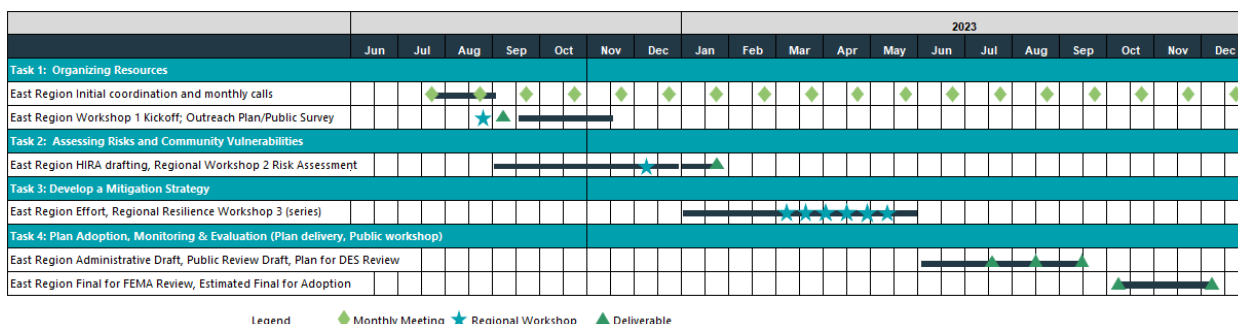 2023
Jun Jul Aug Sep Oct Nov Dec Jan Feb Mar Apr May Jun Jul Aug Sep Oct Nov Dec
Task 1: Organizing Resources
East Region Initial coordination and monthly calls
East Region Workshop 1 Kickoff; Outreach Plan/Public Survey
Task 2: Assessing Risks and Community Vulnerabilities
East Region HIRA drafting, Regional Workshop 2 Risk Assessment
Task 3: Develop a Mitigation Strategy
East Region Effort, Regional Resilience Workshop 3 (series)
Task 4: Plan Adoption, Monitoring & Evaluation (Plan delivery, Public workshop)
East Region Administrative Draft, Public Review Draft, Plan for DES Review
East Region Final for FEMA Review, Estimated Final for Adoption
Legend Monthly Meeting Regional Workshop Deliverable